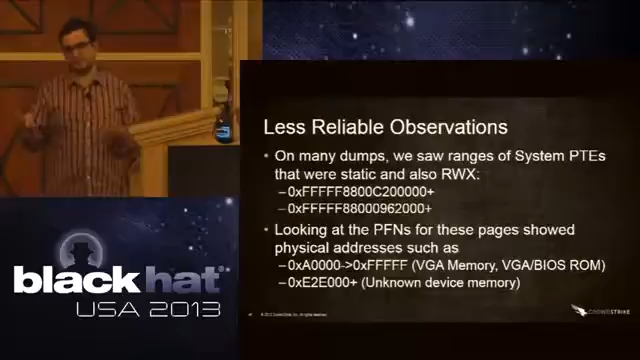 Less Reliable Observations
• On many dumps, we saw ranges of System PTEs
that were static and also RWX:
–0xFFFFF8800C200000+
–0xFFFFF88000962000+
• Looking at the PFNs for these pages showed
physical addresses such as
–0xA0000->0xFFFFF (VGA Memory, VGA/BIOS ROM)
–0xE2E000+ (Unknown device memory)
CROWDSTRIKE
black hat®
USA 2013